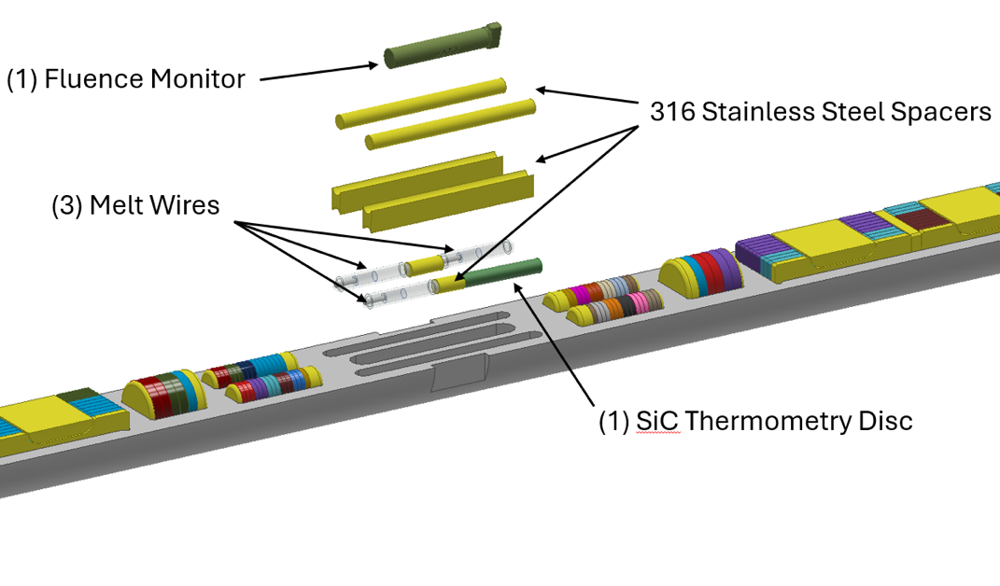 (1) Fluence Monitor
316 Stainless Steel Spacers
(3) Melt Wires
(1) SiC Thermometry Disc